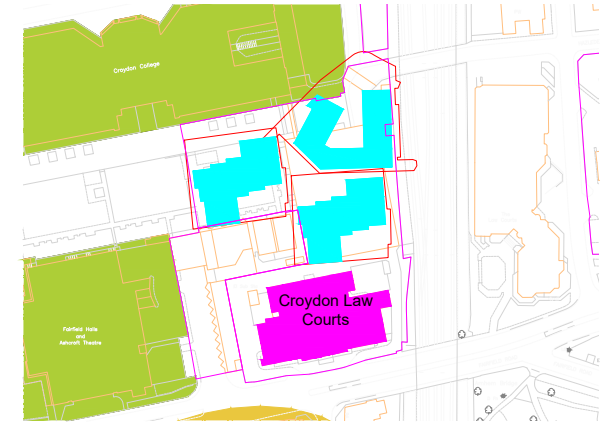 Croydon College
Croydon Law
Courts
Fairfield Halls
and
Ashcroft Theatre